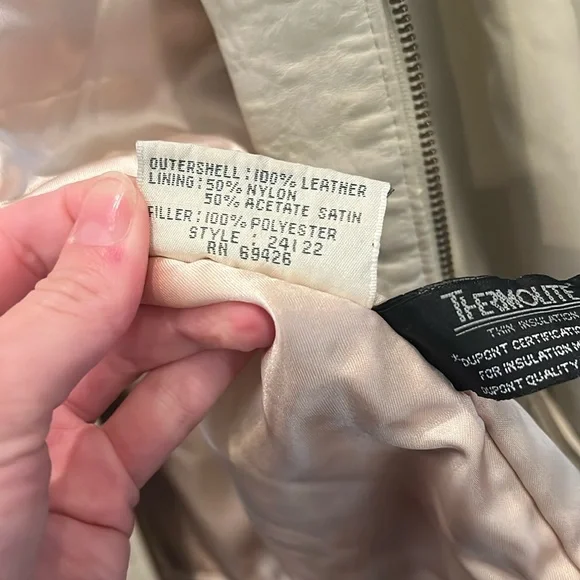 OUTERSHELL : 100% LEATHER
LINING : 50% NYLON
50% ACETATE SATIN
FILLER : 100% POLYESTER
STYLE : 24122
RN 69426
THERMOLITE
THIN INSULATION
DUPONT CERTIFICATION
FOR INSULATION
DUPONT QUALITY